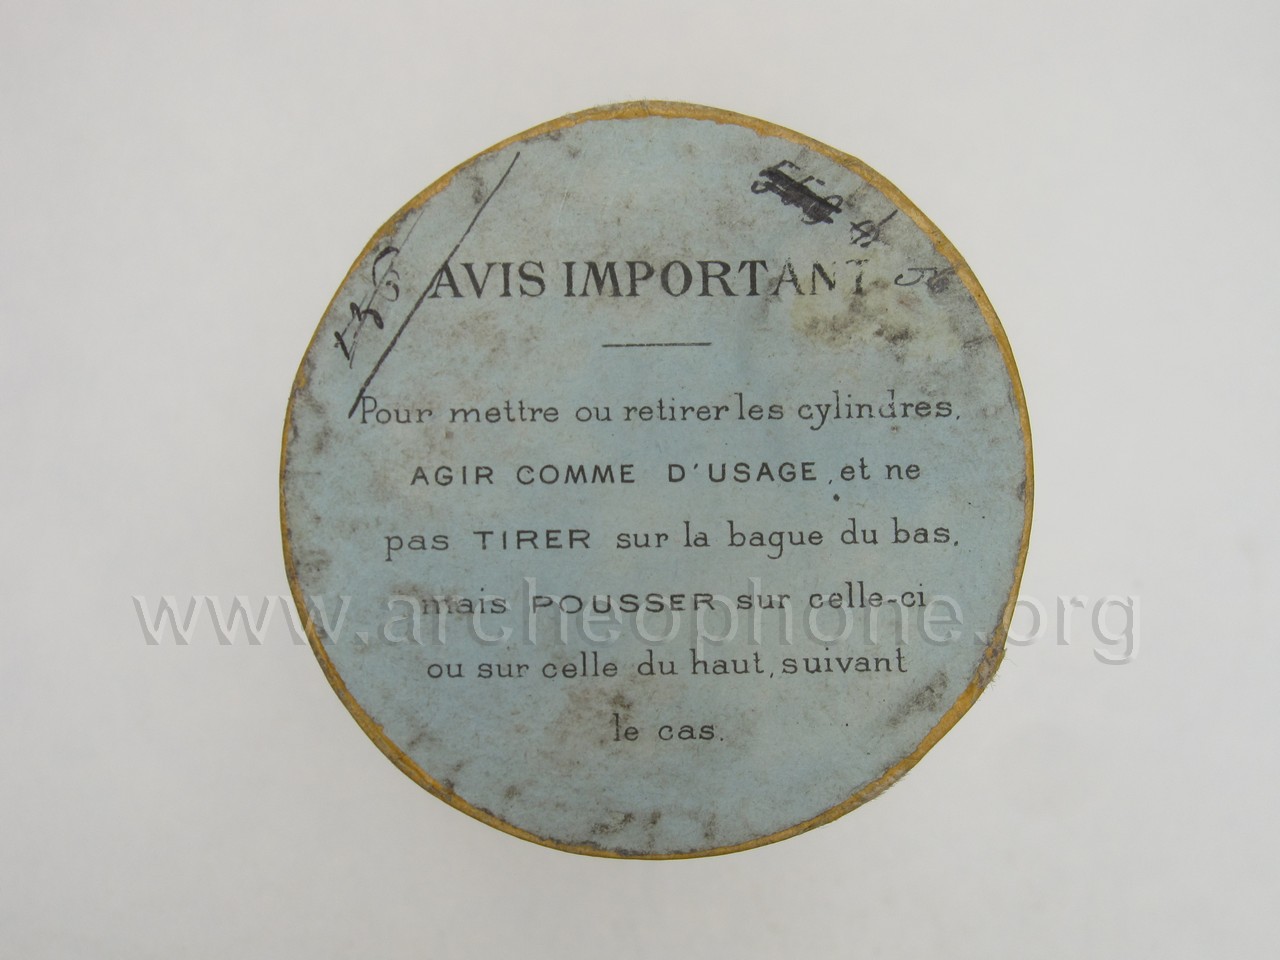 AVIS IMPORTANT
Pour mettre ou retirer les cylindres,
AGIR COMME D'USAGE, et ne
pas TIRER sur la bague du bas,
mais POUSSER sur celle-ci
ou sur celle du haut, suivant
le cas.
www.archeophone.org